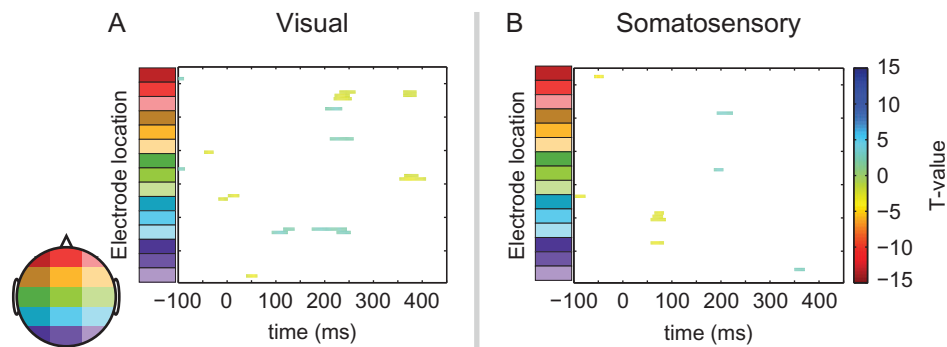 A Visual
Electrode location
−100 0 100 200 300 400
time (ms)
B Somatosensory
Electrode location
−100 0 100 200 300 400
time (ms)
15
10
5
0
−5
−10
−15
T-value